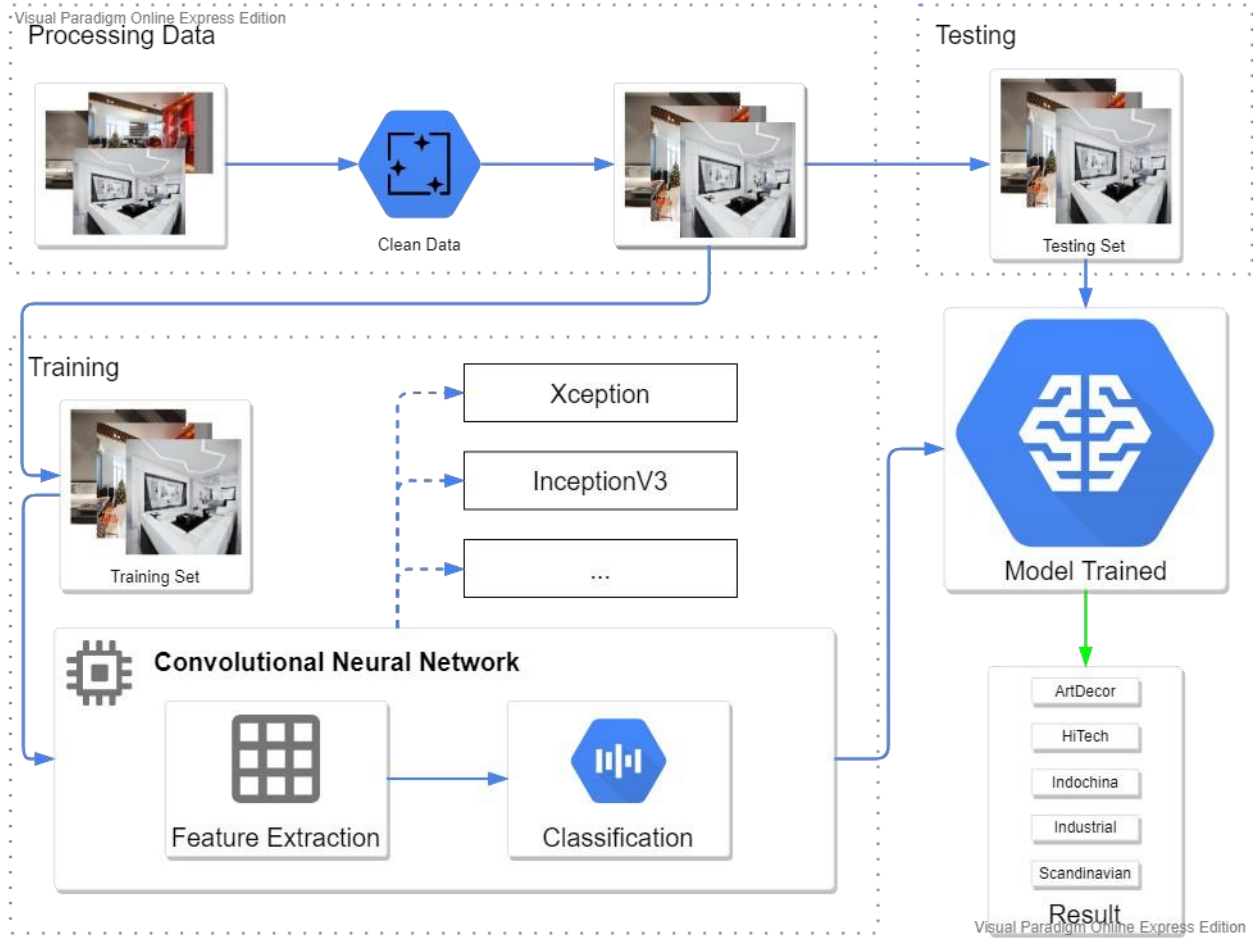 Visual Paradigm Online Express Edition
Processing Data
Testing
Clean Data
Testing Set
Training
Xception
InceptionV3
...
Training Set
Model Trained
Convolutional Neural Network
Feature Extraction
Classification
ArtDecor
HiTech
Indochina
Industrial
Scandinavian
Result
Visual Paradigm Online Express Edition